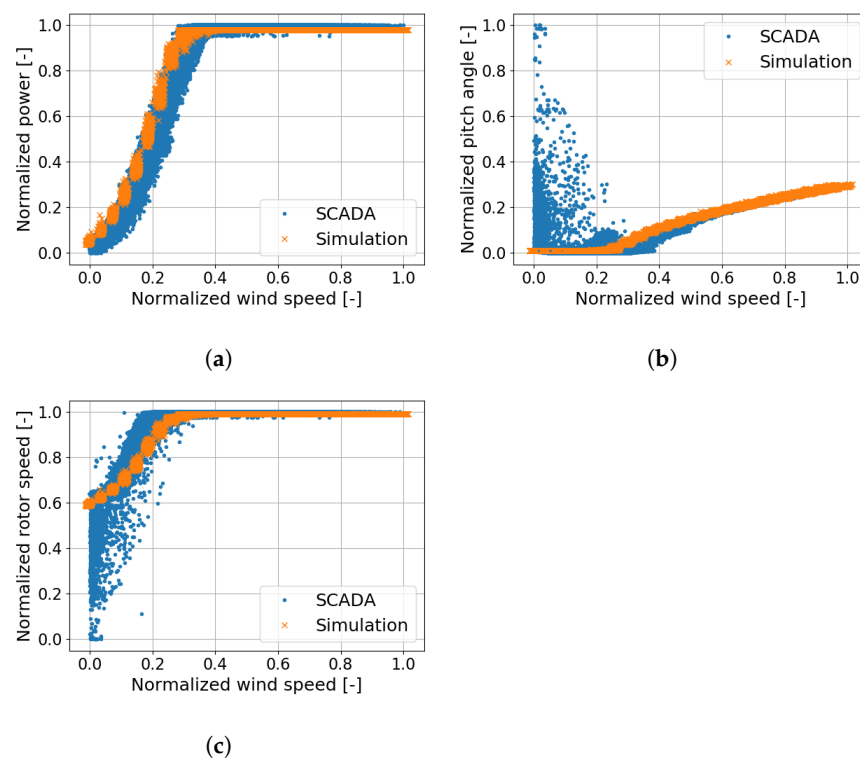 1.0
0.8
0.6
0.4
0.2
0.0
Normalized power [-]
SCADA
Simulation
0.0 0.2 0.4 0.6 0.8 1.0
Normalized wind speed [-]
(a)
1.0
0.8
0.6
0.4
0.2
0.0
Normalized pitch angle [-]
SCADA
Simulation
0.0 0.2 0.4 0.6 0.8 1.0
Normalized wind speed [-]
(b)
1.0
0.8
0.6
0.4
0.2
0.0
Normalized rotor speed [-]
SCADA
Simulation
0.0 0.2 0.4 0.6 0.8 1.0
Normalized wind speed [-]
(c)